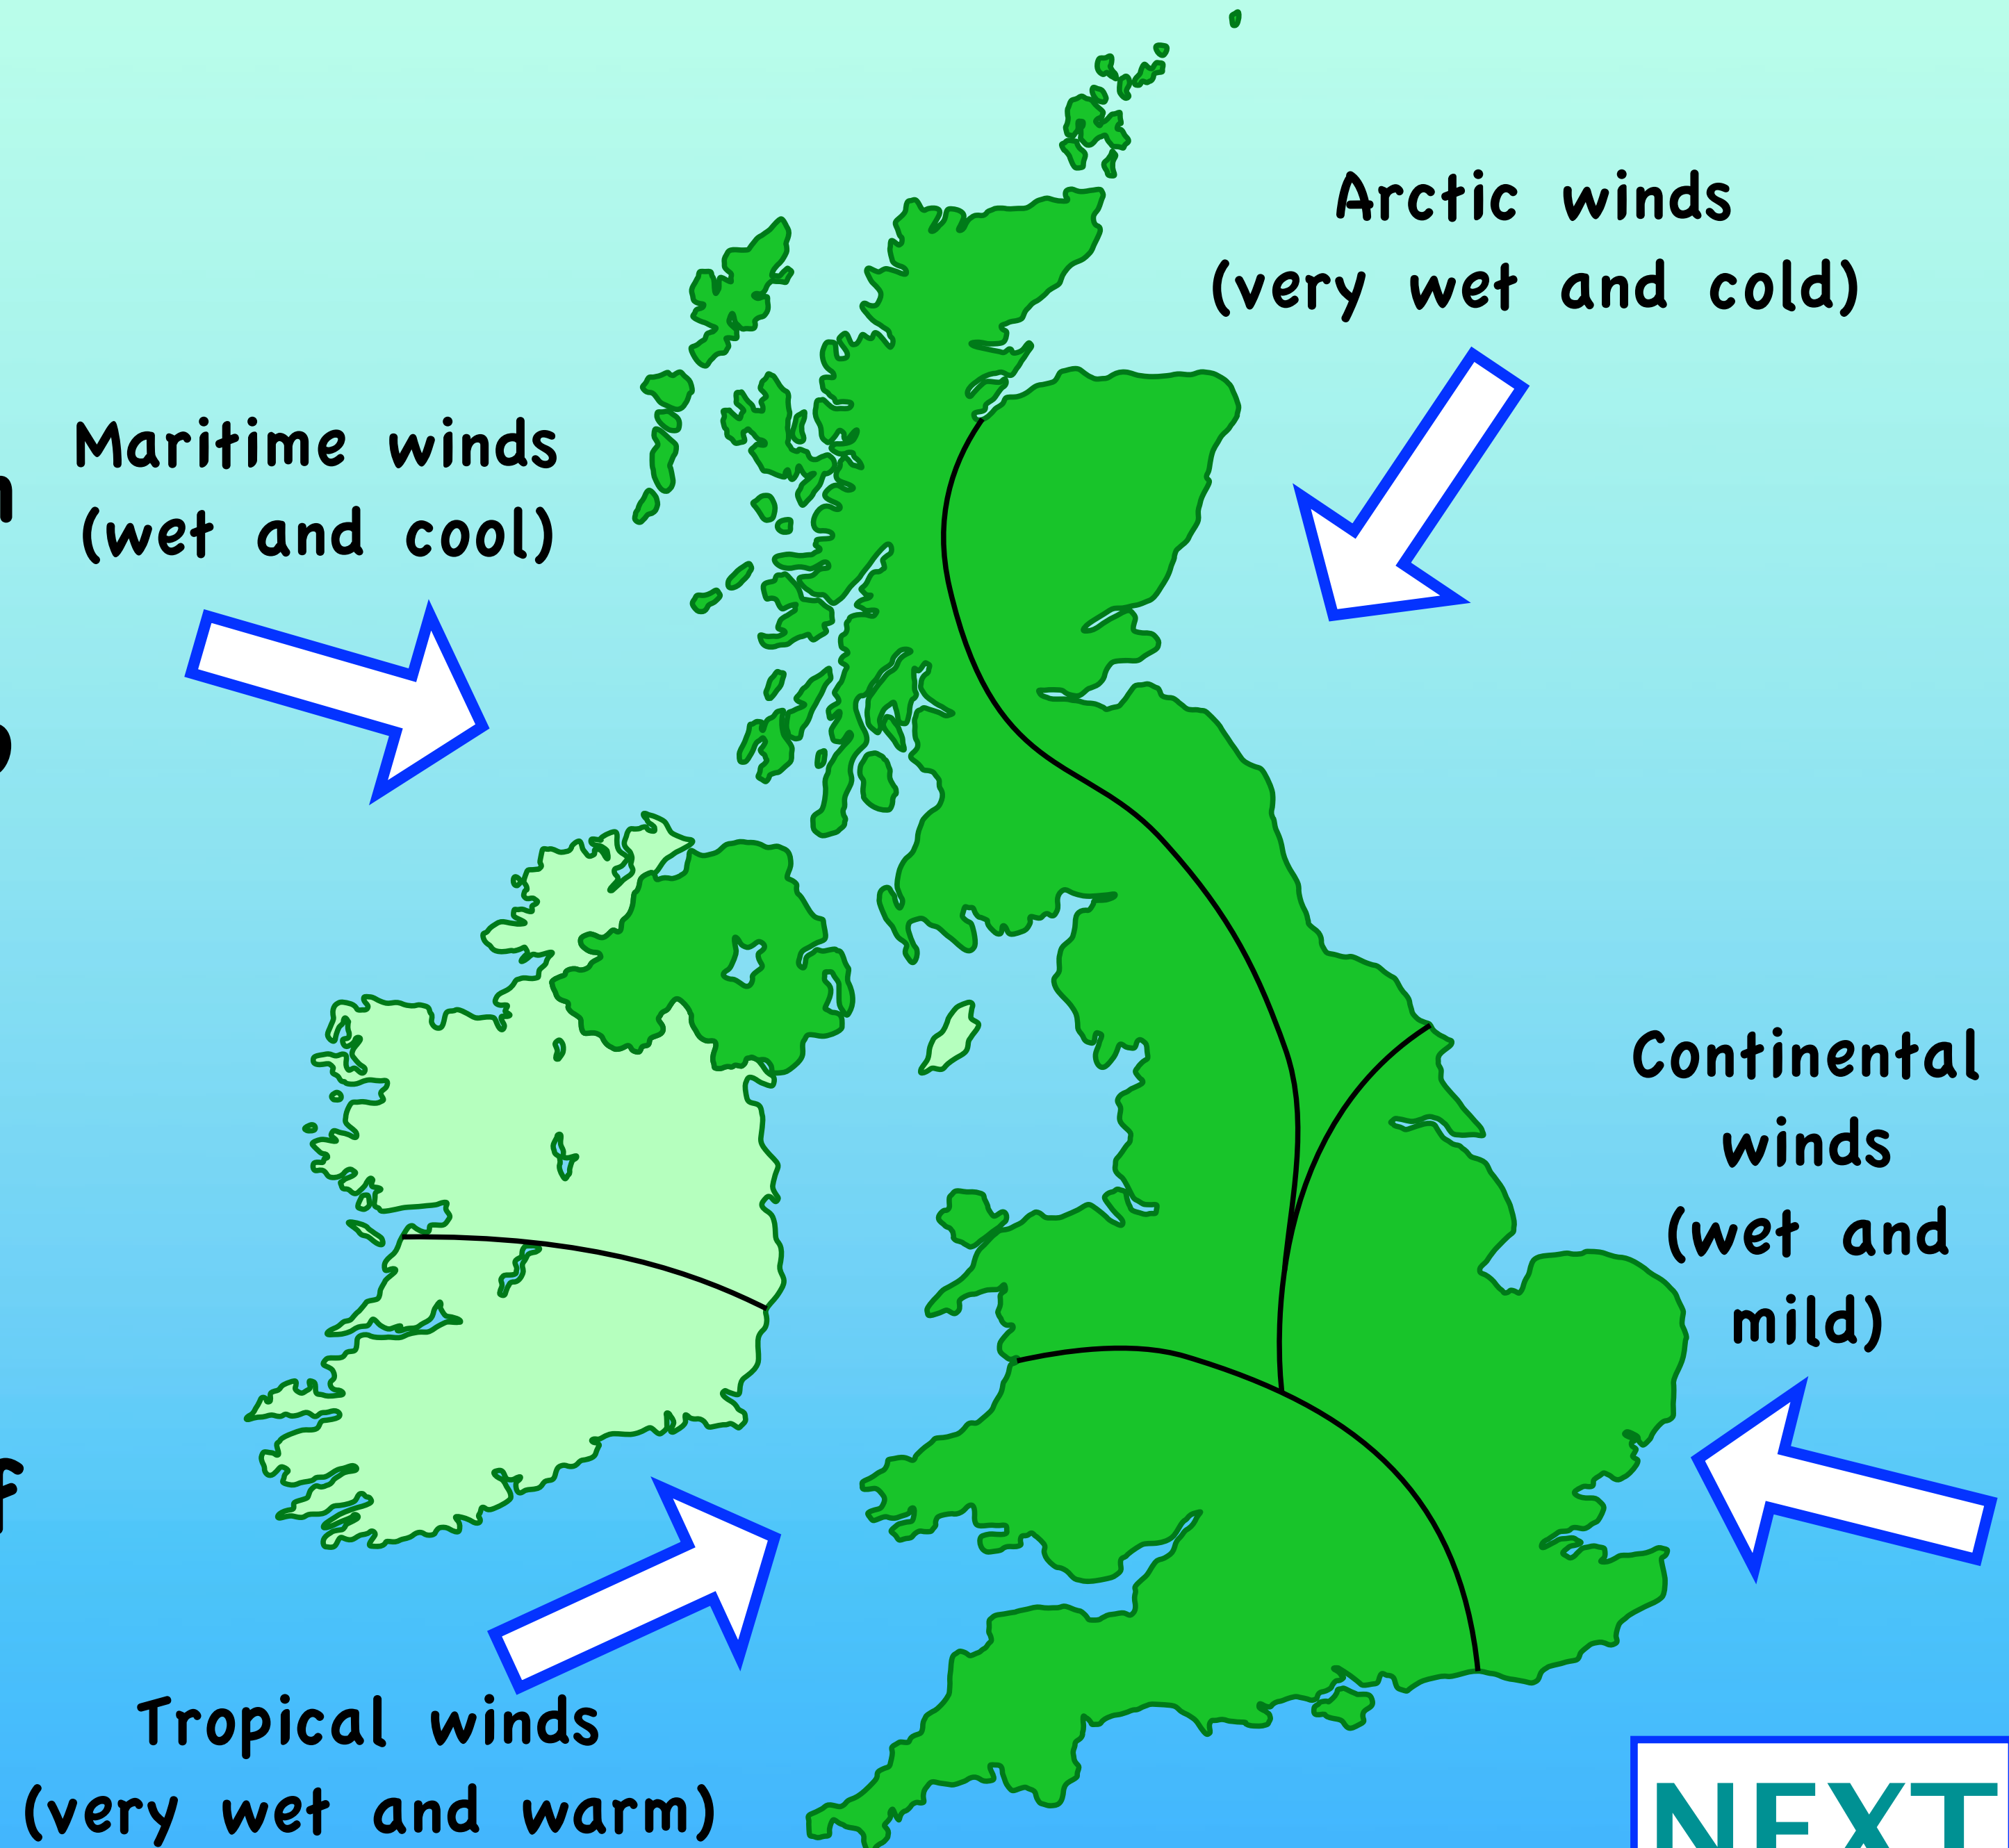 Arctic winds
(very wet and cold)
Maritime winds
(wet and cool)
Continental
winds
(wet and
mild)
Tropical winds
(very wet and warn)
NEXT